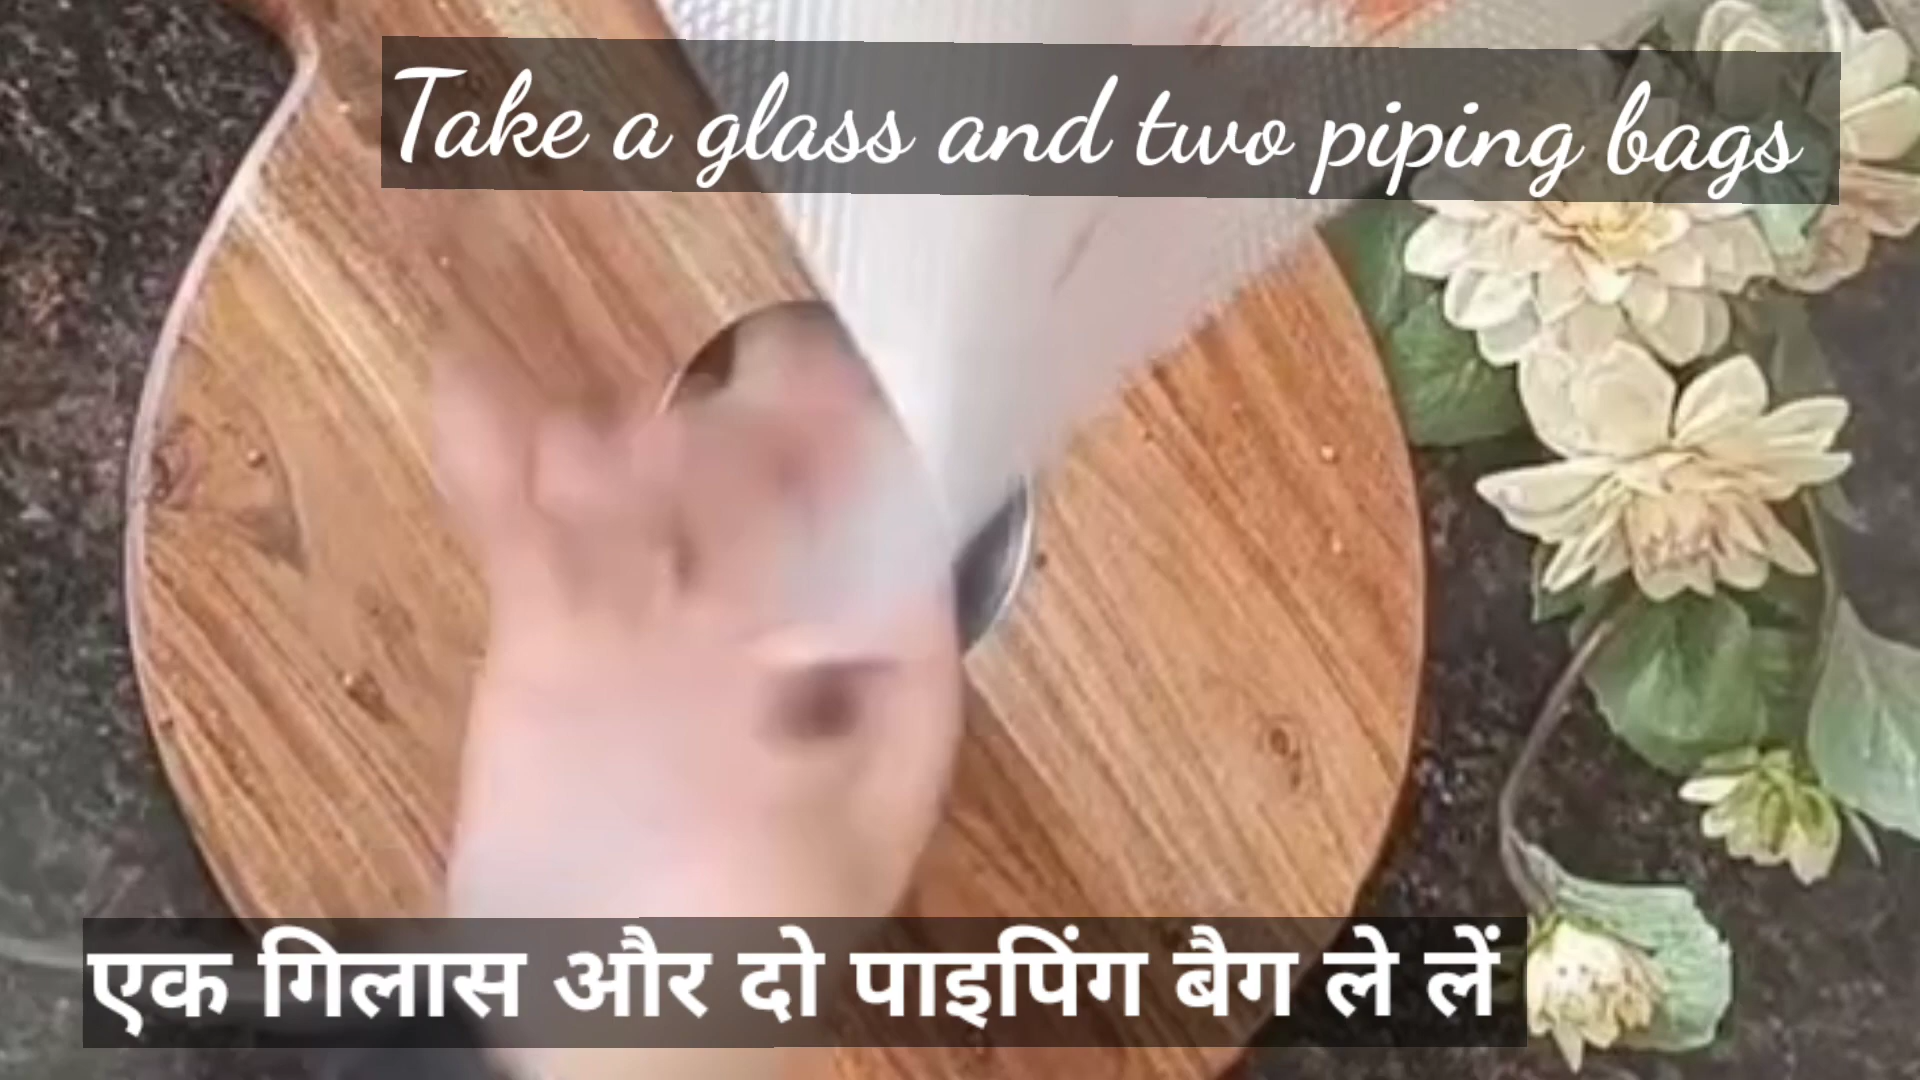 Take a glass and two piping bags
एक गिलास और दो पाइपिंग बैग ले लें